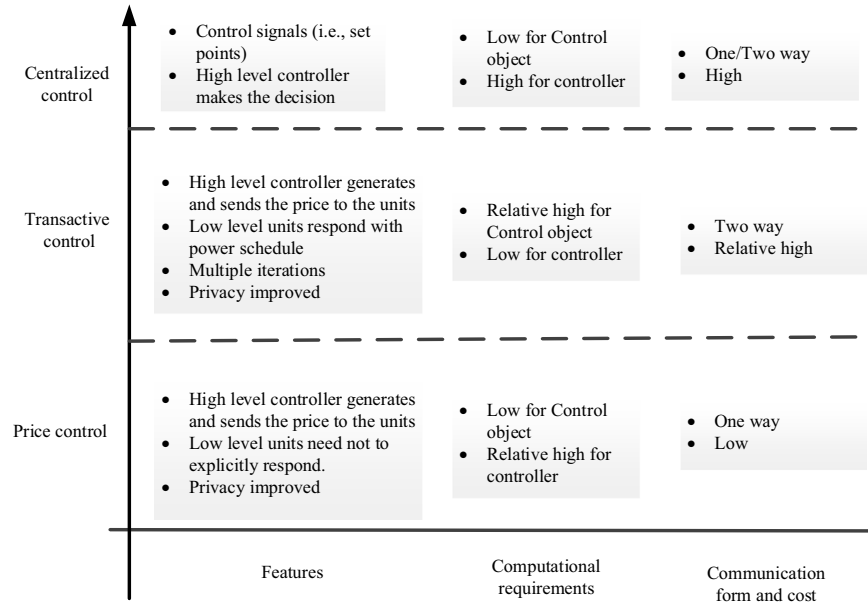 Centralized
control
• Control signals (i.e., set
points)
• High level controller
makes the decision
• Low for Control
object
• High for controller
• One/Two way
• High
Transactive
control
• High level controller generates
and sends the price to the units
• Low level units respond with
power schedule
• Multiple iterations
• Privacy improved
• Relative high for
Control object
• Low for controller
• Two way
• Relative high
Price control
• High level controller generates
and sends the price to the units
• Low level units need not to
explicitly respond.
• Privacy improved
• Low for Control
object
• Relative high for
controller
• One way
• Low
Features
Computational
requirements
Communication
form and cost